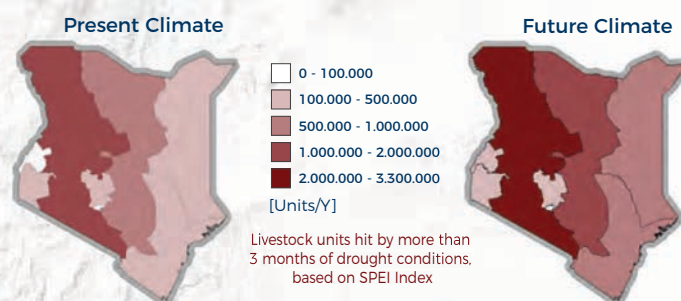 Present Climate
Future Climate
0 - 100.000
100.000 - 500.000
500.000 - 1.000.000
1.000.000 - 2.000.000
2.000.000 - 3.300.000
[Units/Y]
Livestock units hit by more than
3 months of drought conditions,
based on SPEI Index